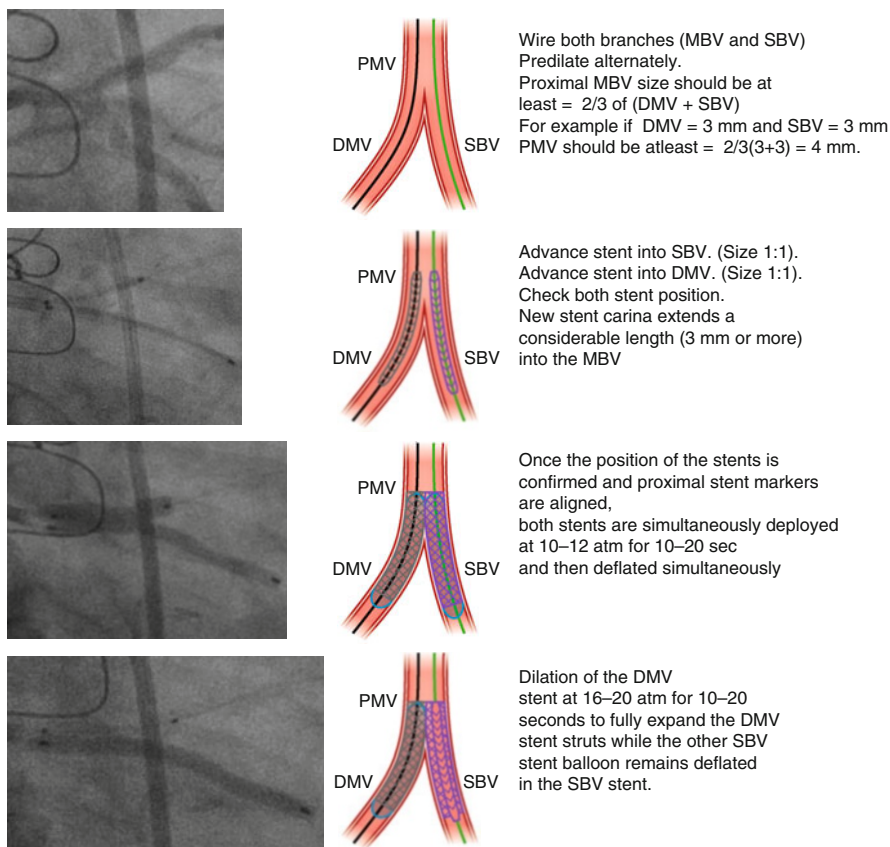 PMV
DMV
SBV
Wire both branches (MBV and SBV)
Predilate alternately.
Proximal MBV size should be at
least = 2/3 of (DMV + SBV)
For example if DMV = 3 mm and SBV = 3 mm
PMV should be atleast = 2/3(3+3) = 4 mm.
PMV
DMV
SBV
Advance stent into SBV. (Size 1:1).
Advance stent into DMV. (Size 1:1).
Check both stent position.
New stent carina extends a
considerable length (3 mm or more)
into the MBV
PMV
DMV
SBV
Once the position of the stents is
confirmed and proximal stent markers
are aligned,
both stents are simultaneously deployed
at 10–12 atm for 10–20 sec
and then deflated simultaneously
PMV
DMV
SBV
Dilation of the DMV
stent at 16–20 atm for 10–20
seconds to fully expand the DMV
stent struts while the other SBV
stent balloon remains deflated
in the SBV stent.